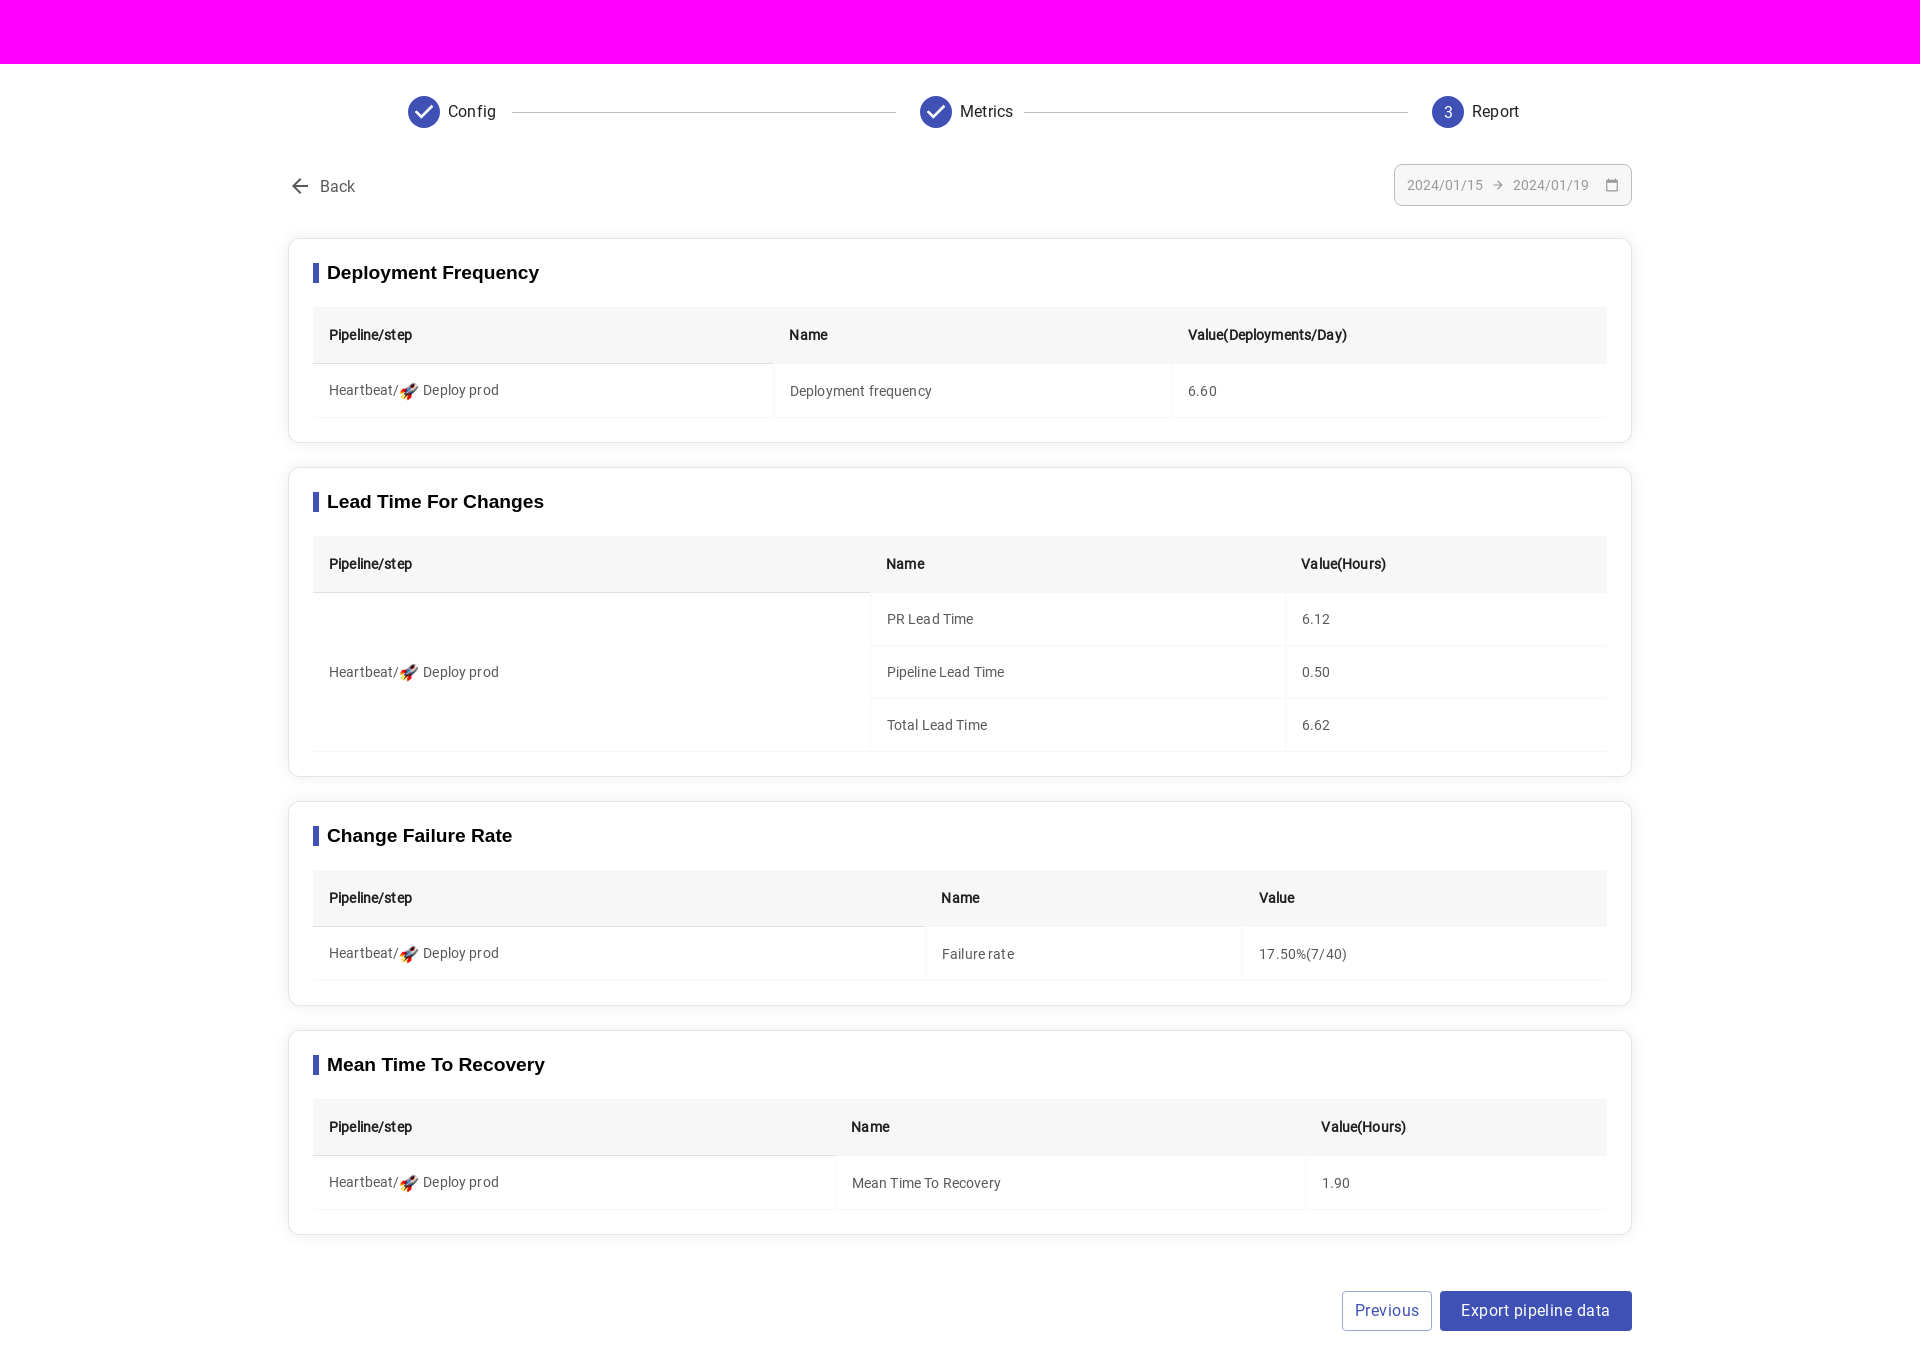 Config
Metrics
3 Report
Back
2024/01/15 → 2024/01/19
Deployment Frequency
Pipeline/step Name Value(Deployments/Day)
Heartbeat/🚀 Deploy prod Deployment frequency 6.60
Lead Time For Changes
Pipeline/step Name Value(Hours)
PR Lead Time 6.12
Heartbeat/🚀 Deploy prod Pipeline Lead Time 0.50
Total Lead Time 6.62
Change Failure Rate
Pipeline/step Name Value
Heartbeat/🚀 Deploy prod Failure rate 17.50%(7/40)
Mean Time To Recovery
Pipeline/step Name Value(Hours)
Heartbeat/🚀 Deploy prod Mean Time To Recovery 1.90
Previous
Export pipeline data